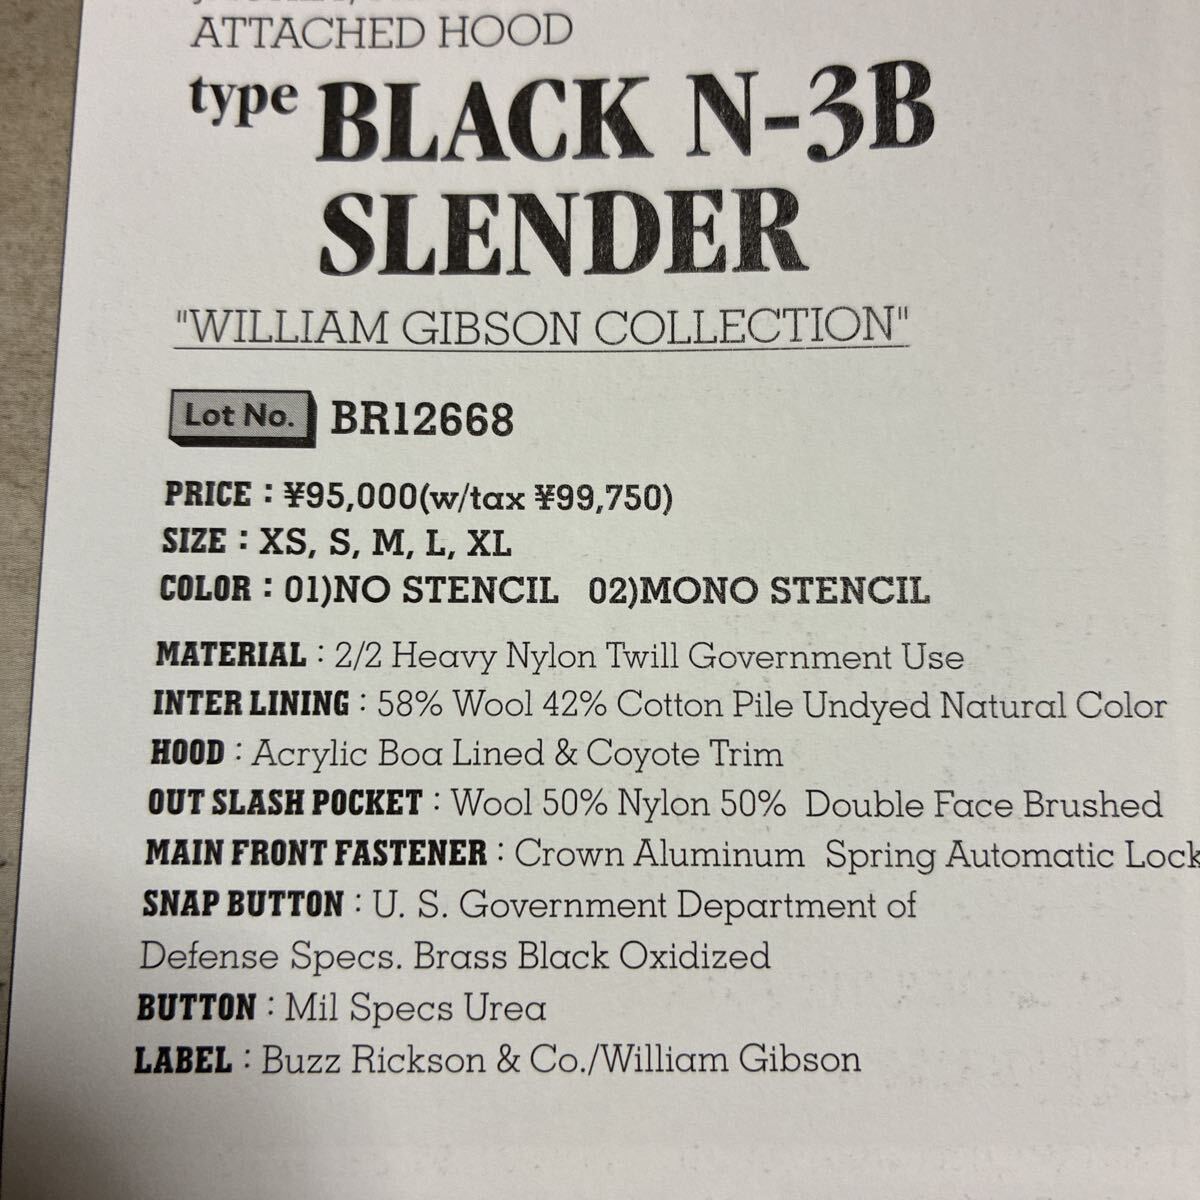 ATTACHED HOOD
type BLACK N-3B
SLENDER
"WILLIAM GIBSON COLLECTION"
Lot No. BR12668
PRICE : ¥95,000(w/tax ¥99,750)
SIZE : XS, S, M, L, XL
COLOR : 01)NO STENCIL 02)MONO STENCIL
MATERIAL : 2/2 Heavy Nylon Twill Government Use
INTER LINING : 58% Wool 42% Cotton Pile Undyed Natural Color
HOOD : Acrylic Boa Lined & Coyote Trim
OUT SLASH POCKET : Wool 50% Nylon 50% Double Face Brushed
MAIN FRONT FASTENER : Crown Aluminum Spring Automatic Lock
SNAP BUTTON : U. S. Government Department of
Defense Specs. Brass Black Oxidized
BUTTON : Mil Specs Urea
LABEL : Buzz Rickson & Co./William Gibson